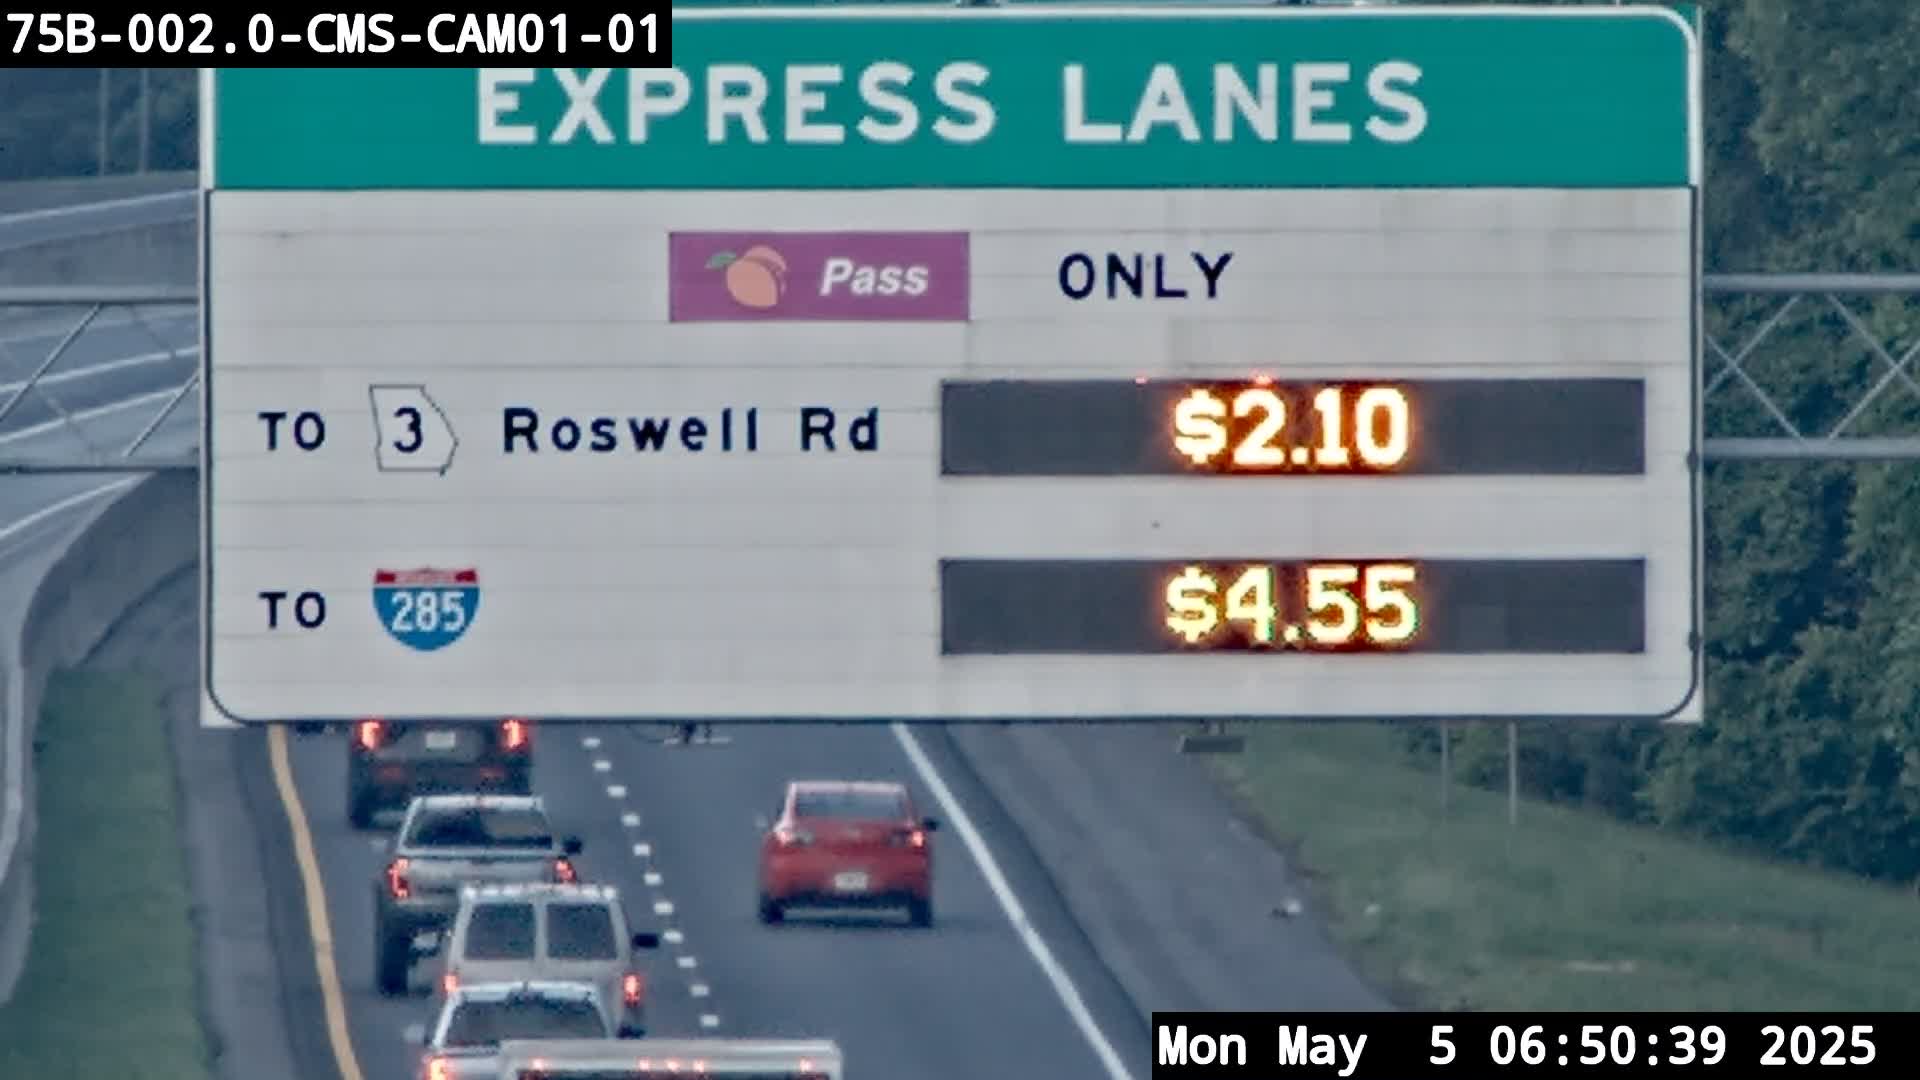 75B-002.0-CMS-CAM01-01
EXPRESS LANES
Pass ONLY
TO 3 Roswell Rd $2.10
TO 285 $4.55
Mon May 5 06:50:39 2025